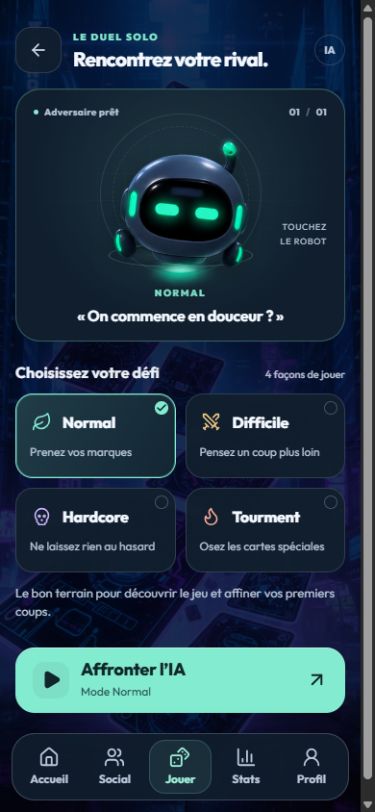 LE DUEL SOLO
Rencontrez votre rival.
IA
Adversaire prêt
01 / 01
TOUCHEZ
LE ROBOT
NORMAL
« On commence en douceur ? »
Choisissez votre défi
4 façons de jouer
Normal
Prenez vos marques
Difficile
Pensez un coup plus loin
Hardcore
Ne laissez rien au hasard
Tourment
Osez les cartes spéciales
Le bon terrain pour découvrir le jeu et affiner vos premiers
coups.
Affronter l'IA
Mode Normal
Accueil
Social
Jouer
Stats
Profil